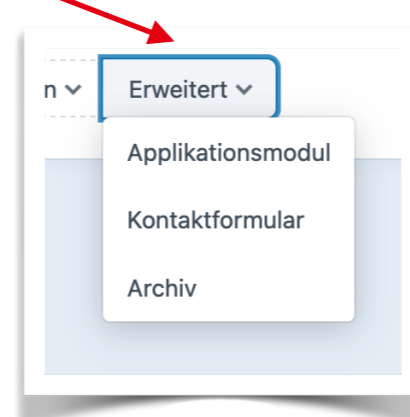 n Erweitert
Applikationsmodul
Kontaktformular
Archiv